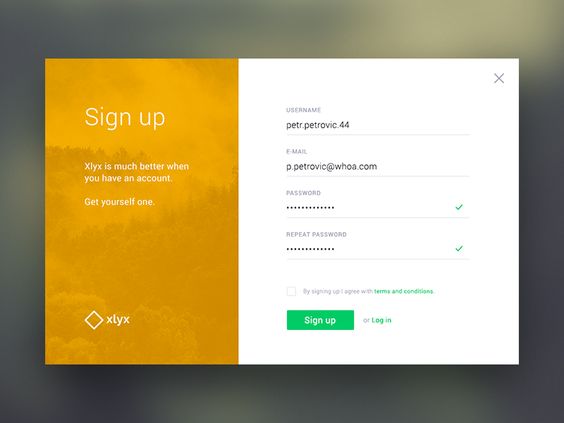 Sign up
Xlyx is much better when
you have an account.
Get yourself one.
xlyx
USERNAME
petr.petrovic.44
E-MAIL
p.petrovic@whoa.com
PASSWORD
•••••••••••••
REPEAT PASSWORD
•••••••••••••
By signing up I agree with terms and conditions
Sign up or Log in